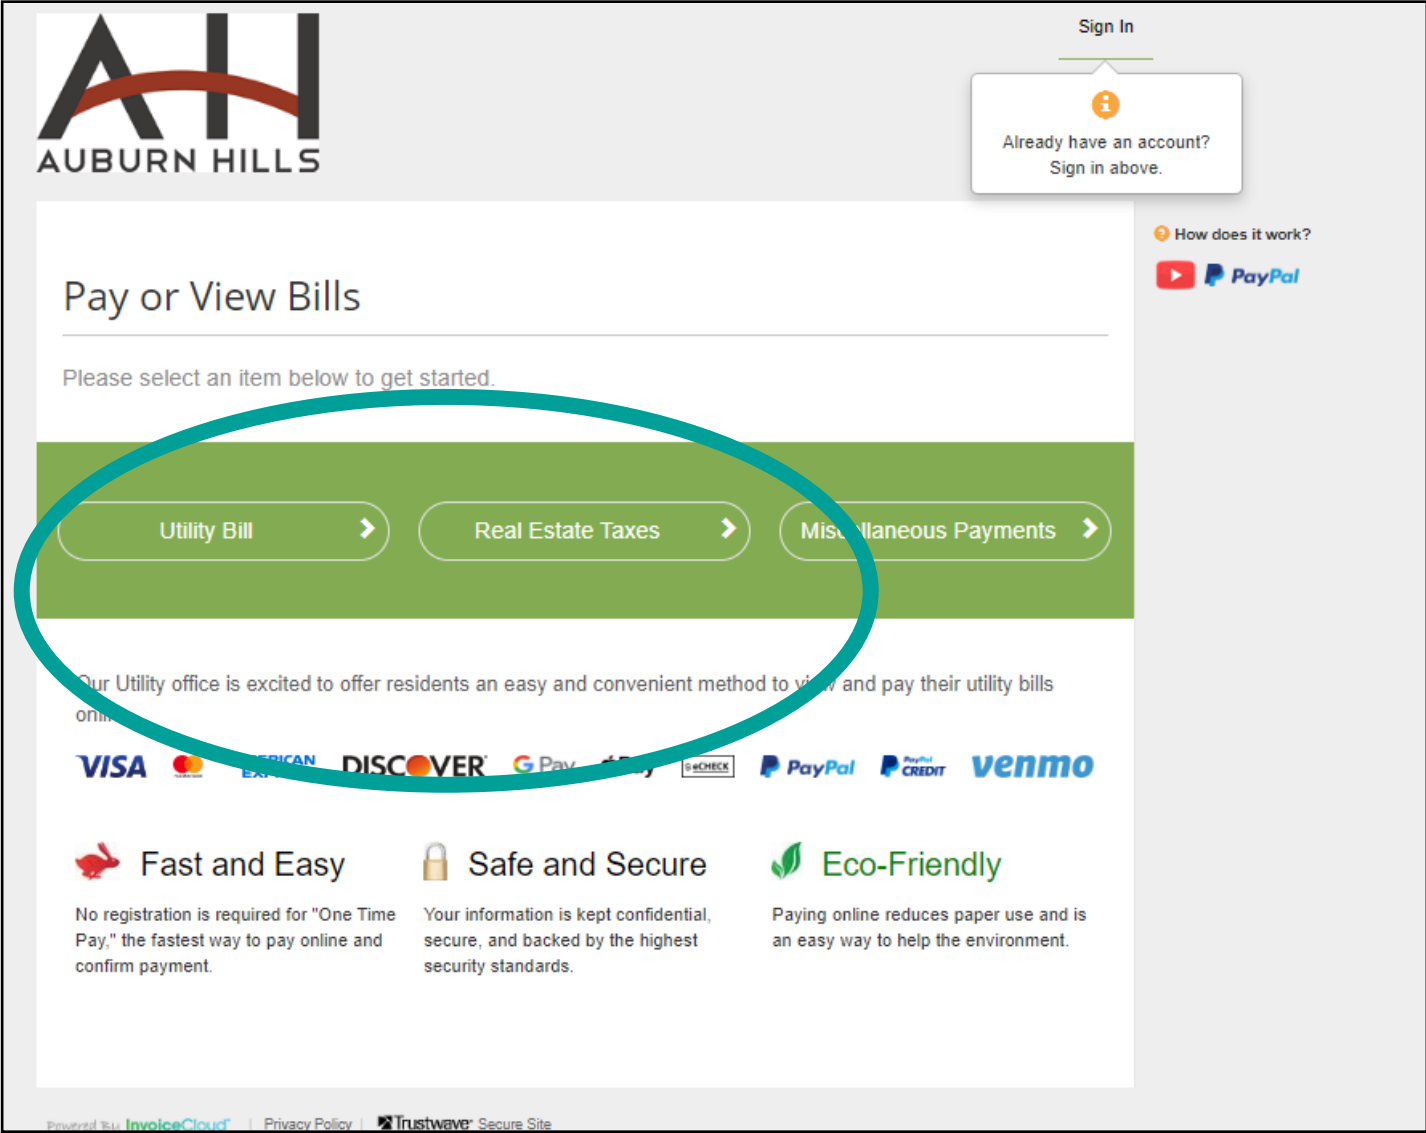 AUBURN HILLS
Sign In
Already have an account?
Sign in above.
How does it work?
PayPal
Pay or View Bills
Please select an item below to get started.
Utility Bill
Real Estate Taxes
Miscellaneous Payments
Our Utility office is excited to offer residents an easy and convenient method to view and pay their utility bills
VISA AMERICAN EXPRESS DISCOVER G Pay Pay eCHECK PayPal PayPal CREDIT venmo
Fast and Easy
No registration is required for "One Time
Pay," the fastest way to pay online and
confirm payment.
Safe and Secure
Your information is kept confidential,
secure, and backed by the highest
security standards.
Eco-Friendly
Paying online reduces paper use and is
an easy way to help the environment.
Powered By InvoiceCloud | Privacy Policy | Trustwave Secure Site